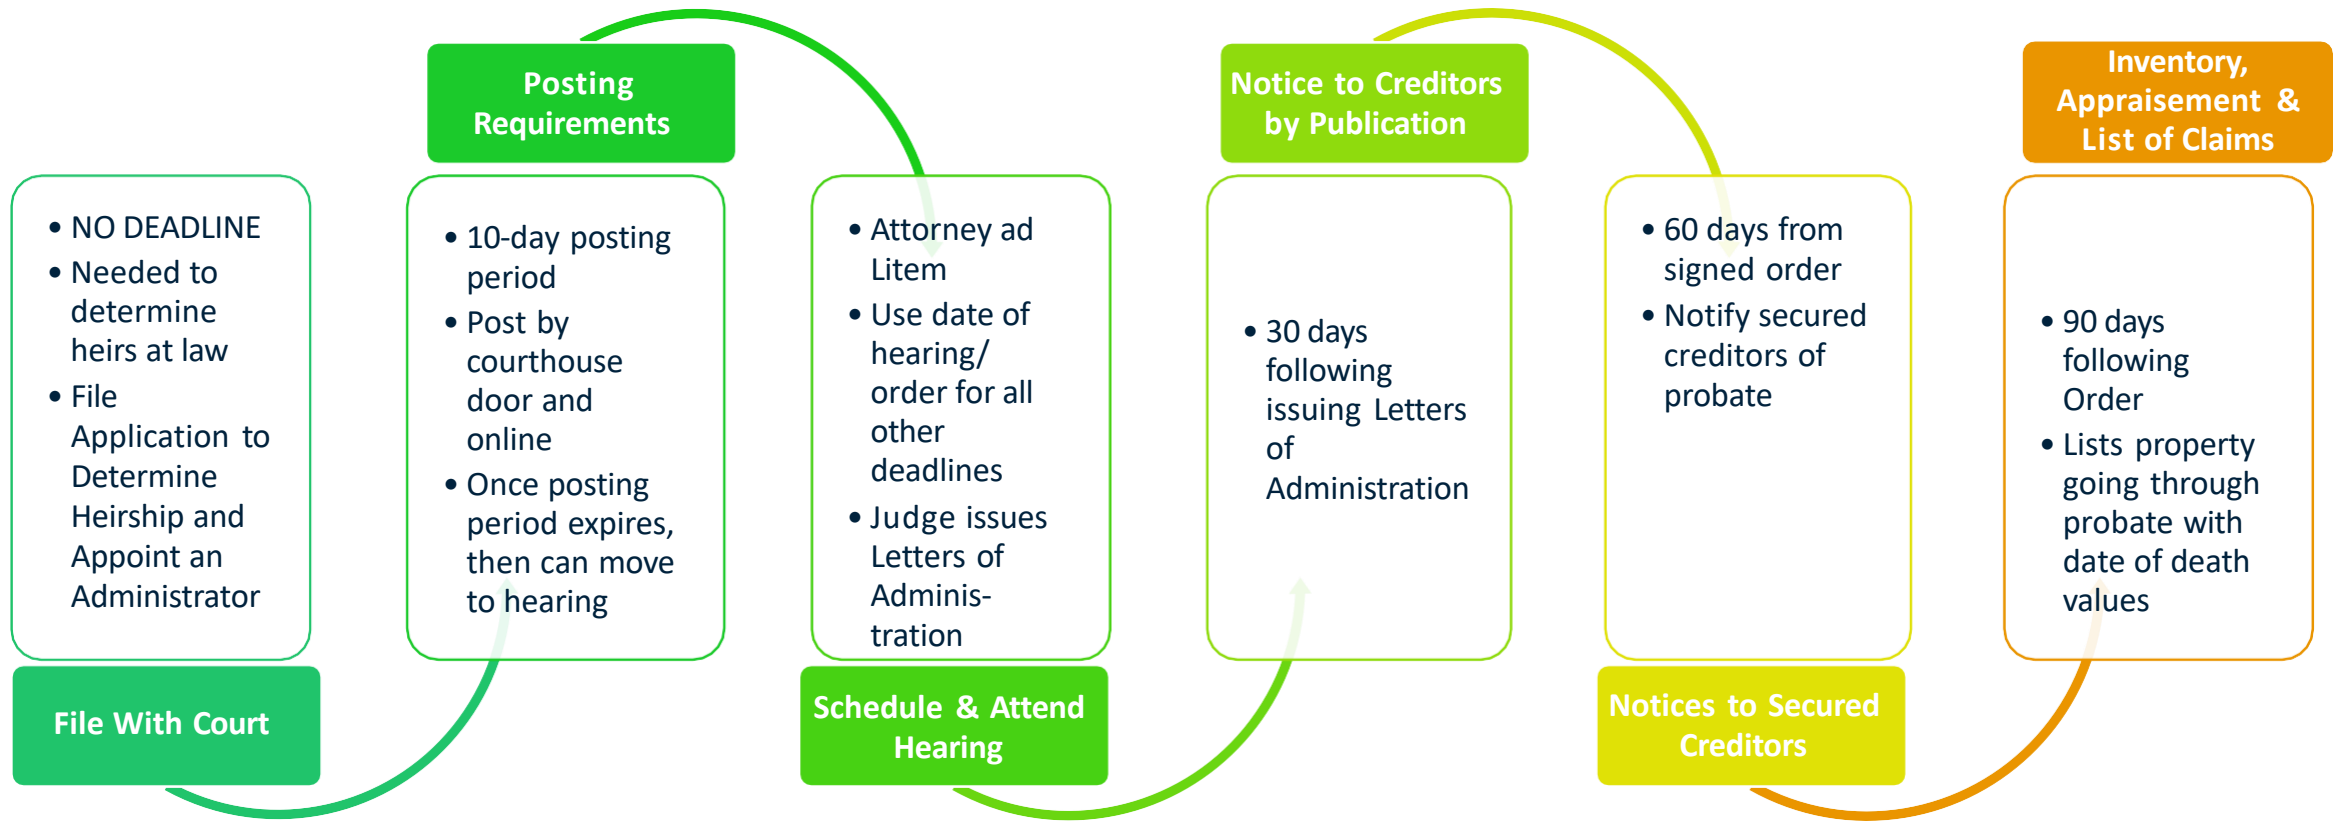 • NO DEADLINE
• Needed to
determine
heirs at law
• File
Application to
Determine
Heirship and
Appoint an
Administrator
File With Court
Posting
Requirements
• 10-day posting
period
• Post by
courthouse
door and
online
• Once posting
period expires,
then can move
to hearing
• Attorney ad
Litem
• Use date of
hearing/
order for all
other
deadlines
• Judge issues
Letters of
Adminis-
tration
Schedule & Attend
Hearing
Notice to Creditors
by Publication
• 30 days
following
issuing Letters
of
Administration
• 60 days from
signed order
• Notify secured
creditors of
probate
Notices to Secured
Creditors
Inventory,
Appraisement &
List of Claims
• 90 days
following
Order
• Lists property
going through
probate with
date of death
values